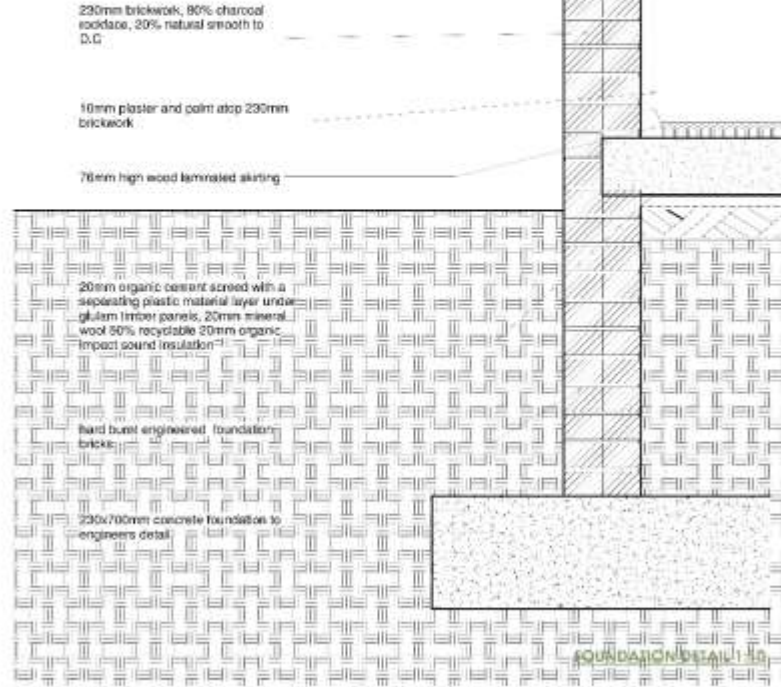 230mm brickwork, 80% charcoal
rockface, 20% natural smooth to
D.C
16mm plaster and paint atop 230mm
brickwork
76mm high wood laminated skirting
20mm organic cement screed with a
separating plastic material layer under
glulam timber panels, 20mm mineral
wool 80% recyclable 20mm organic
impact sound insulation
hard burnt engineered foundation
bricks
230x700mm concrete foundation to
engineers detail
FOUNDATION DETAIL 1:10